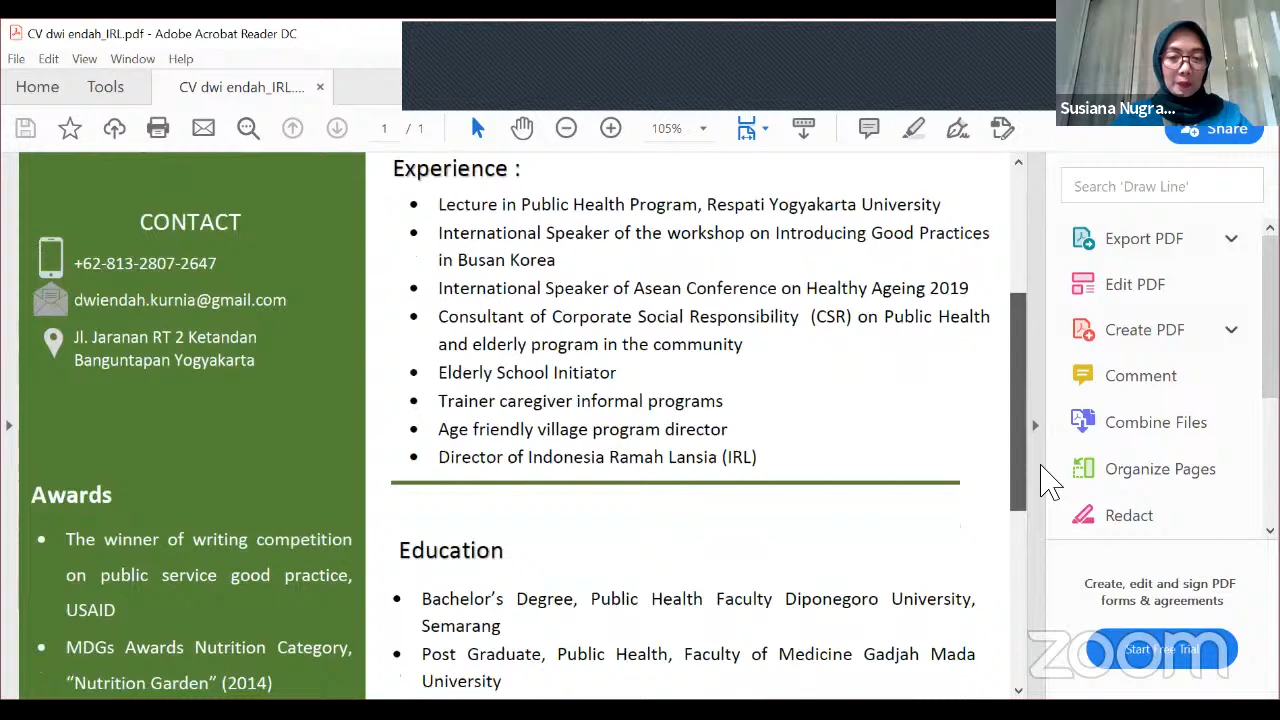 CV dwi endah_IRL.pdf - Adobe Acrobat Reader DC
File Edit View Window Help
Home Tools CV dwi endah_IRL.... ×
1 / 1 105%
Susiana Nugra...
Share
CONTACT
+62-813-2807-2647
dwiendah.kurnia@gmail.com
Jl. Jaranan RT 2 Ketandan
Banguntapan Yogyakarta
Awards
• The winner of writing competition
on public service good practice,
USAID
• MDGs Awards Nutrition Category,
“Nutrition Garden” (2014)
Experience :
• Lecture in Public Health Program, Respati Yogyakarta University
• International Speaker of the workshop on Introducing Good Practices
in Busan Korea
• International Speaker of Asean Conference on Healthy Ageing 2019
• Consultant of Corporate Social Responsibility (CSR) on Public Health
and elderly program in the community
• Elderly School Initiator
• Trainer caregiver informal programs
• Age friendly village program director
• Director of Indonesia Ramah Lansia (IRL)
Education
• Bachelor’s Degree, Public Health Faculty Diponegoro University,
Semarang
• Post Graduate, Public Health, Faculty of Medicine Gadjah Mada
University
Search 'Draw Line'
Export PDF
Edit PDF
Create PDF
Comment
Combine Files
Organize Pages
Redact
Create, edit and sign PDF
forms & agreements
Start Free Trial
zoom